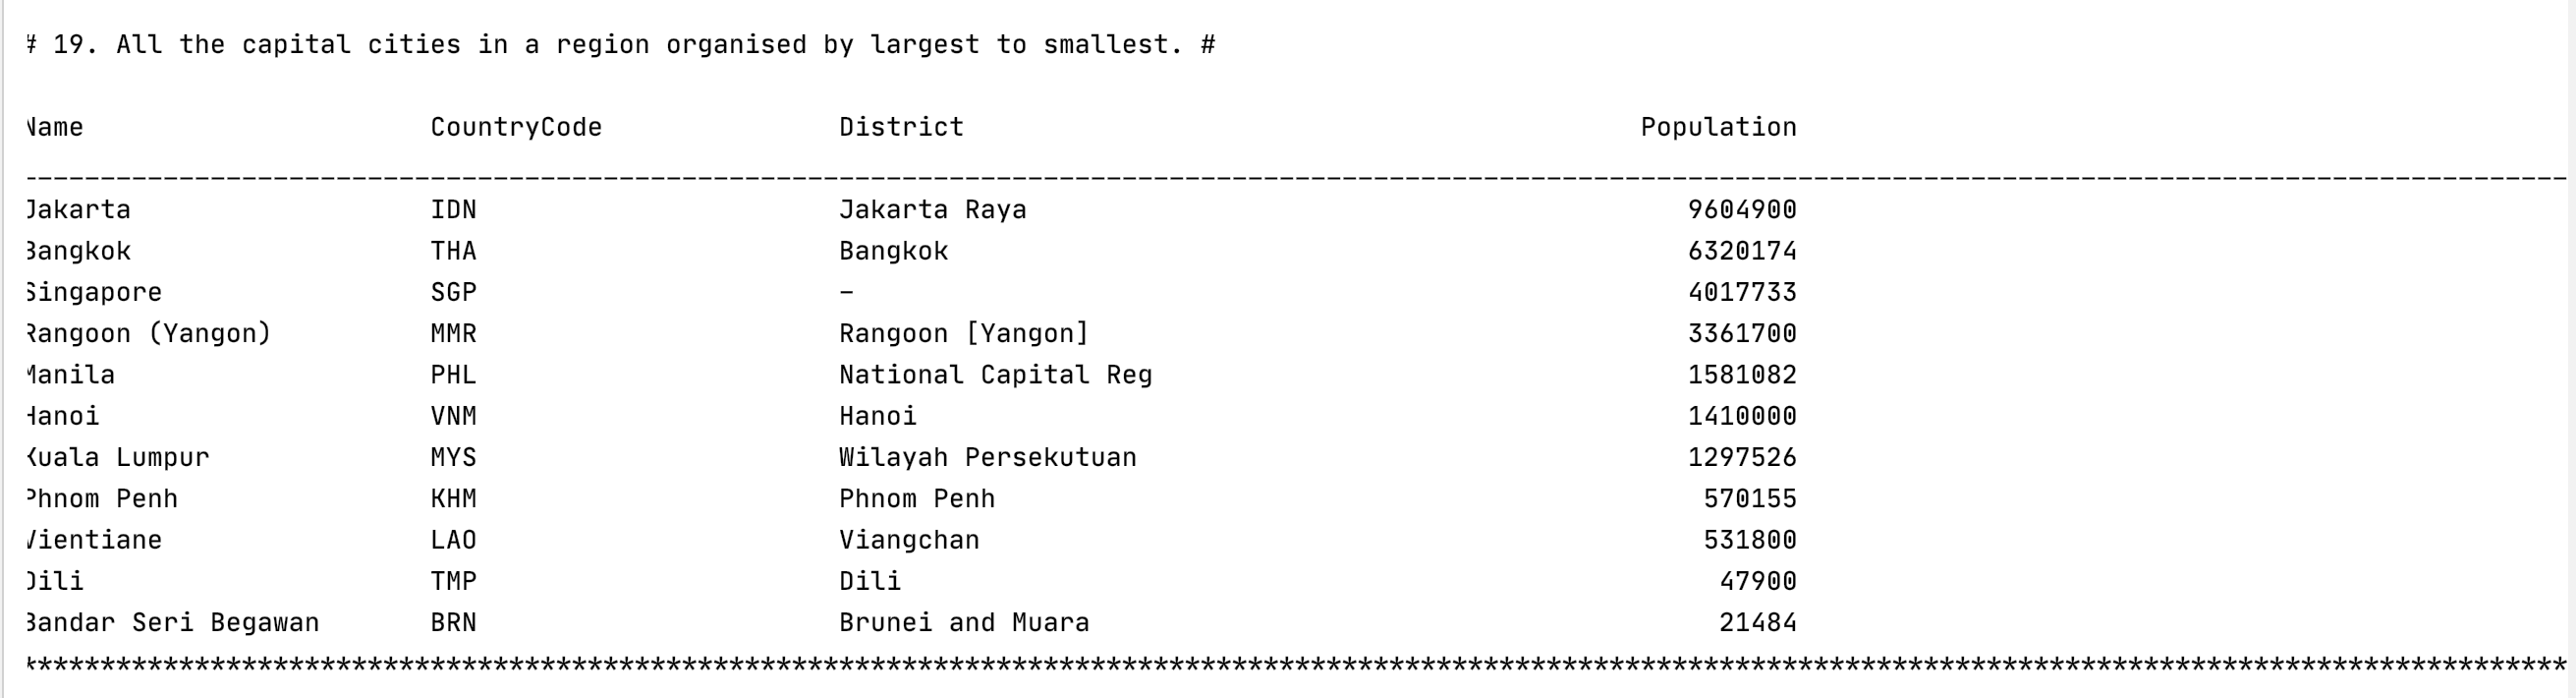 # 19. All the capital cities in a region organised by largest to smallest. #
Name CountryCode District Population
Jakarta IDN Jakarta Raya 9604900
Bangkok THA Bangkok 6320174
Singapore SGP – 4017733
Rangoon (Yangon) MMR Rangoon [Yangon] 3361700
Manila PHL National Capital Reg 1581082
Hanoi VNM Hanoi 1410000
Kuala Lumpur MYS Wilayah Persekutuan 1297526
Phnom Penh KHM Phnom Penh 570155
Vientiane LAO Viangchan 531800
Dili TMP Dili 47900
Bandar Seri Begawan BRN Brunei and Muara 21484